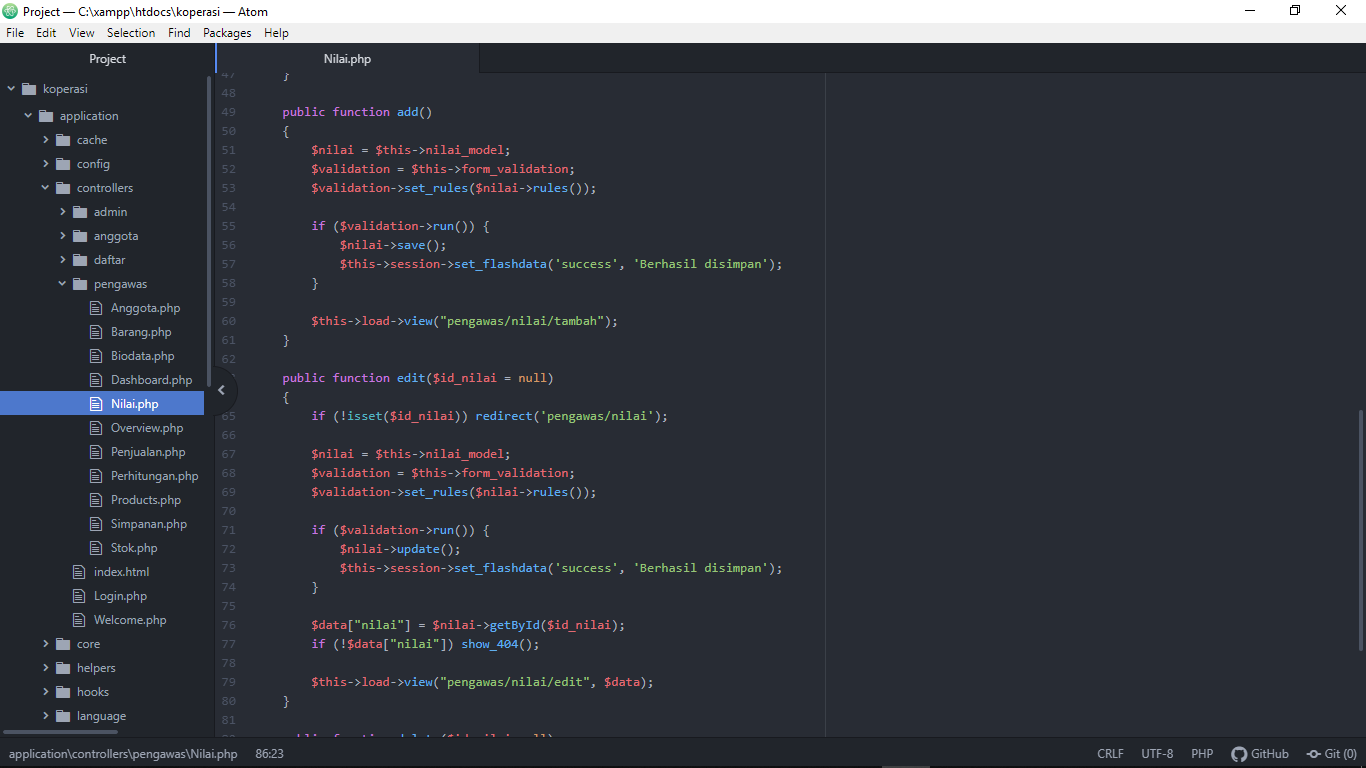 Project — C:\xampp\htdocs\koperasi — Atom
File Edit View Selection Find Packages Help
Project
Nilai.php
koperasi
application
cache
config
controllers
admin
anggota
daftar
pengawas
Anggota.php
Barang.php
Biodata.php
Dashboard.php
Nilai.php
Overview.php
Penjualan.php
Perhitungan.php
Products.php
Simpanan.php
Stok.php
index.html
Login.php
Welcome.php
core
helpers
hooks
language
47 }
48
49 public function add()
50 {
51 $nilai = $this->nilai_model;
52 $validation = $this->form_validation;
53 $validation->set_rules($nilai->rules());
54
55 if ($validation->run()) {
56 $nilai->save();
57 $this->session->set_flashdata('success', 'Berhasil disimpan');
58 }
59
60 $this->load->view("pengawas/nilai/tambah");
61 }
62
public function edit($id_nilai = null)
{
65 if (!isset($id_nilai)) redirect('pengawas/nilai');
66
67 $nilai = $this->nilai_model;
68 $validation = $this->form_validation;
69 $validation->set_rules($nilai->rules());
70
71 if ($validation->run()) {
72 $nilai->update();
73 $this->session->set_flashdata('success', 'Berhasil disimpan');
74 }
75
76 $data["nilai"] = $nilai->getById($id_nilai);
77 if (!$data["nilai"]) show_404();
78
79 $this->load->view("pengawas/nilai/edit", $data);
80 }
81
application\controllers\pengawas\Nilai.php 86:23 CRLF UTF-8 PHP GitHub Git (0)